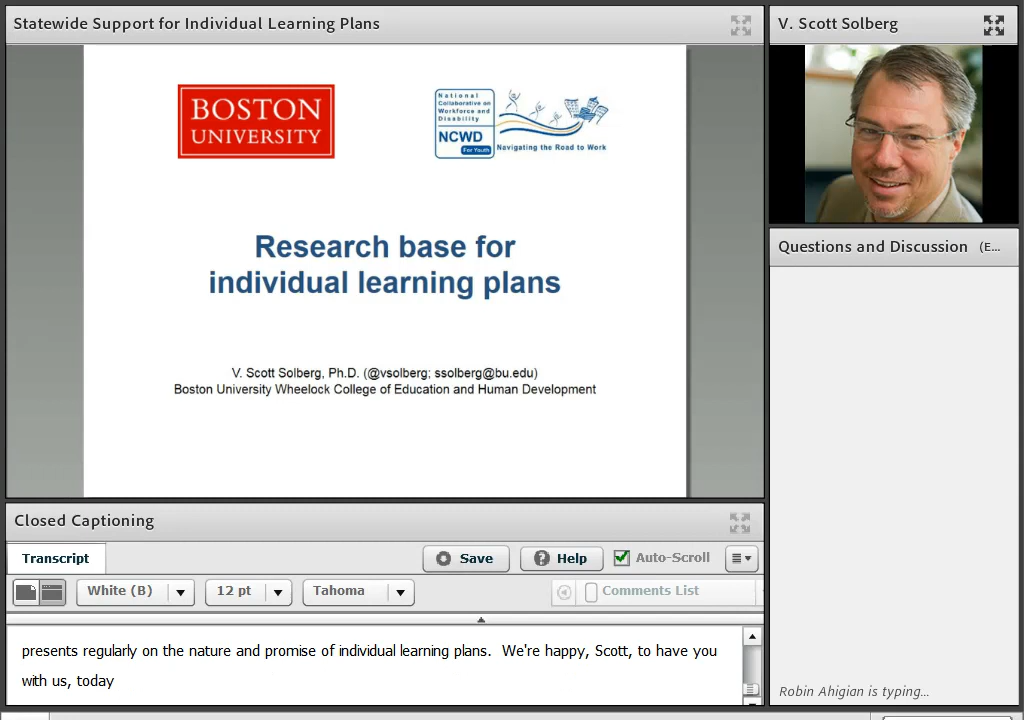 Statewide Support for Individual Learning Plans
BOSTON
UNIVERSITY
National
Collaborative on
Workforce and
Disability
NCWD
For Youth
Navigating the Road to Work
Research base for
individual learning plans
V. Scott Solberg, Ph.D. (@vsolberg; ssolberg@bu.edu)
Boston University Wheelock College of Education and Human Development
V. Scott Solberg
Questions and Discussion (E...
Robin Ahigian is typing...
Closed Captioning
Transcript
Save
Help
Auto-Scroll
White (B)
12 pt
Tahoma
Comments List
presents regularly on the nature and promise of individual learning plans. We're happy, Scott, to have you
with us, today